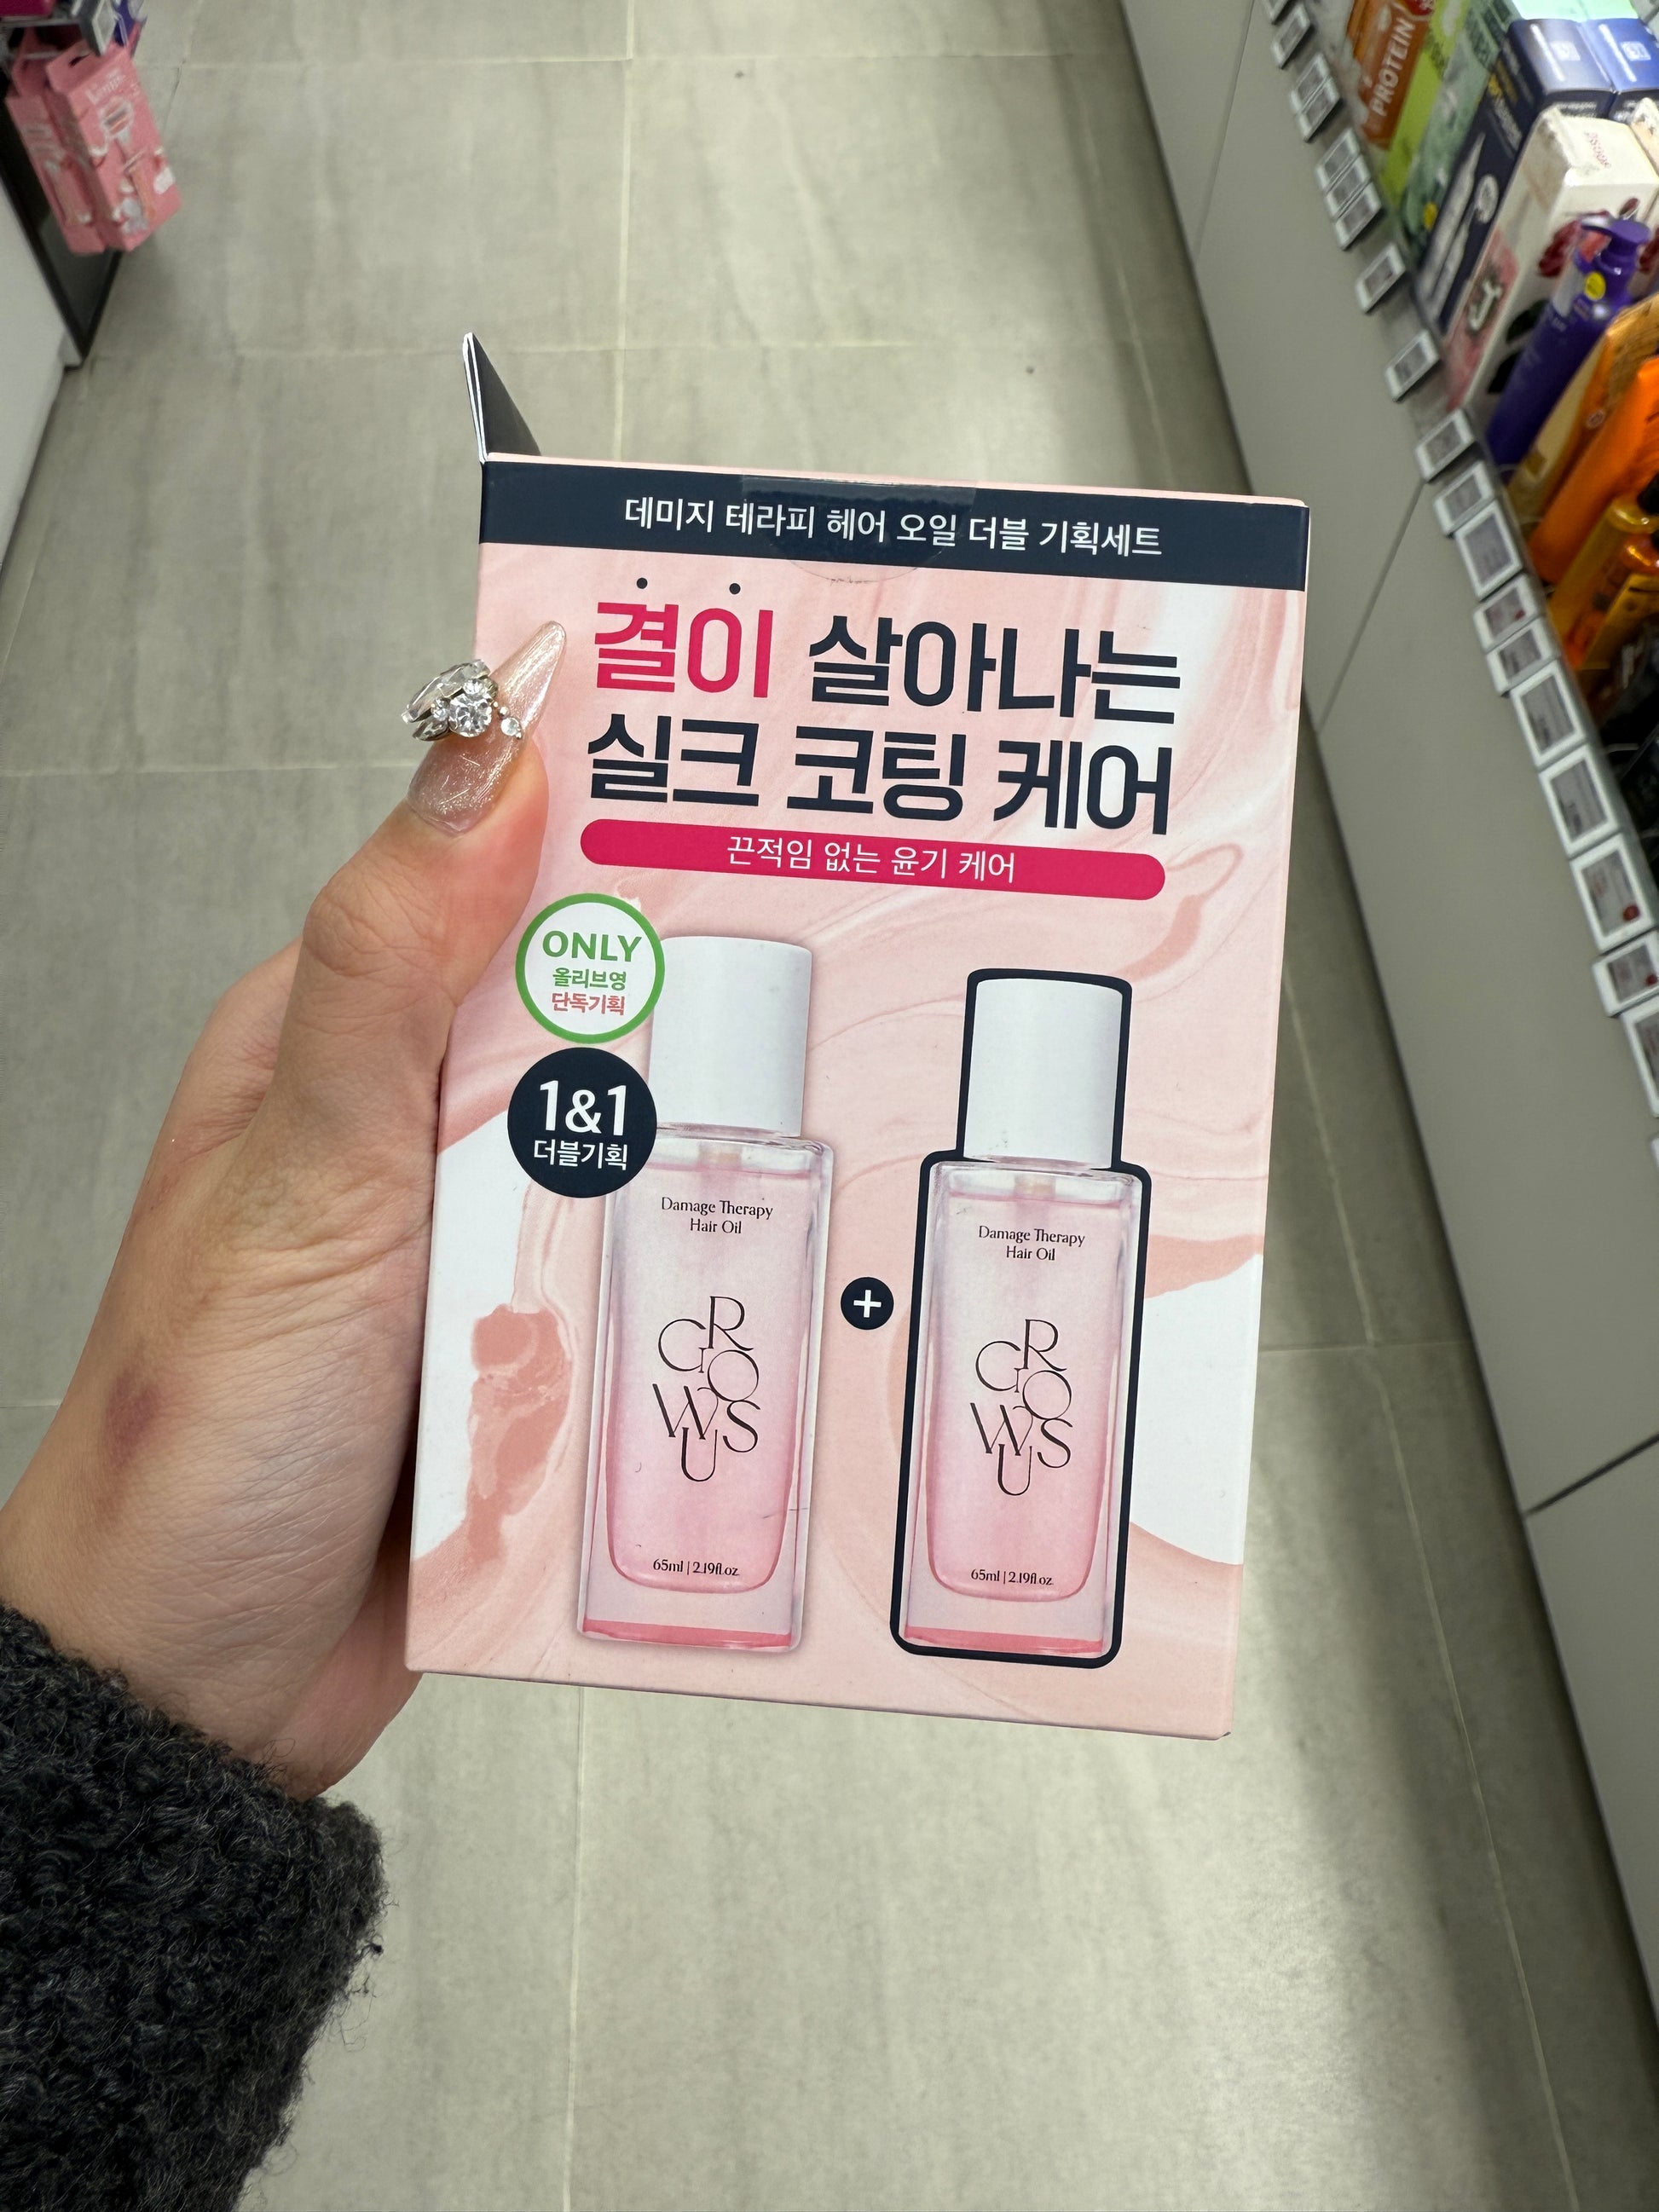 PROTEIN
데미지 테라피 헤어 오일 더블 기획세트
결이 살아나는
실크 코팅 케어
끈적임 없는 윤기 케어
ONLY
올리브영
단독기획
1&1
더블기획
Damage Therapy
Hair Oil
GROWUS
65ml | 2.19fl.oz
+
Damage Therapy
Hair Oil
GROWUS
65ml | 2.19fl.oz